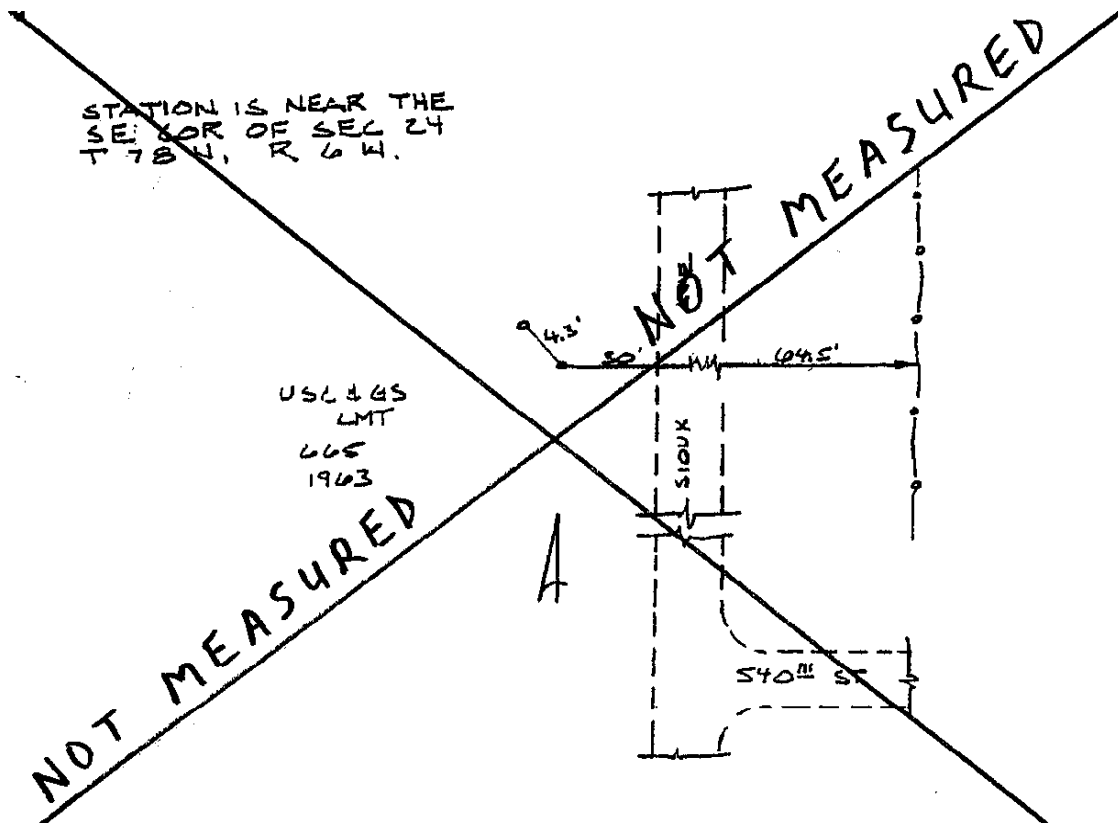 STATION IS NEAR THE
SE COR OF SEC 24
T 78 N, R 6 W.
NOT MEASURED
4.3'
50'
64.5'
USC & GS
LMT
665
1963
SIOUX
NOT MEASURED
540TH ST